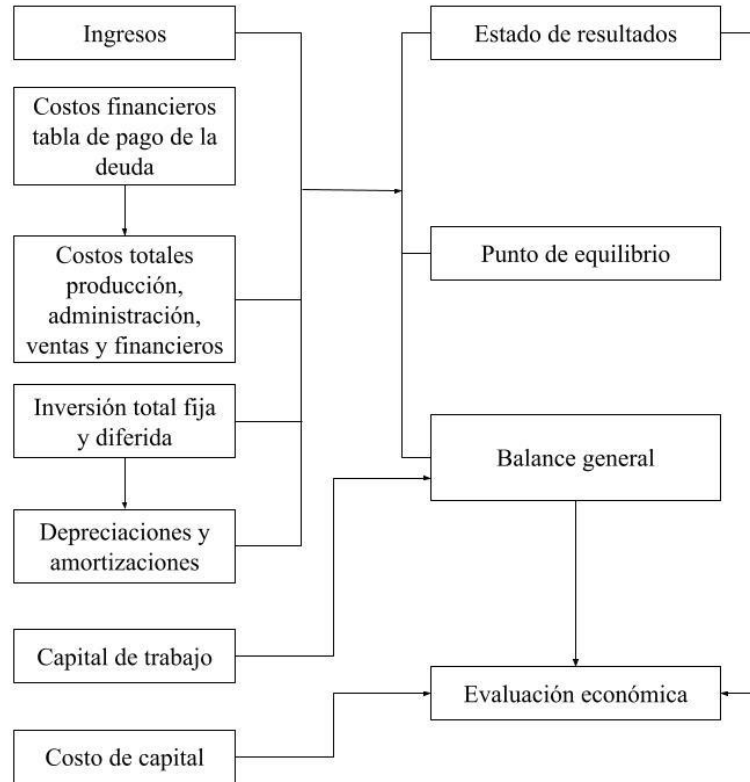 Ingresos
Costos financieros
tabla de pago de la
deuda
Costos totales
producción,
administración,
ventas y financieros
Inversión total fija
y diferida
Depreciaciones y
amortizaciones
Capital de trabajo
Costo de capital
Estado de resultados
Punto de equilibrio
Balance general
Evaluación económica